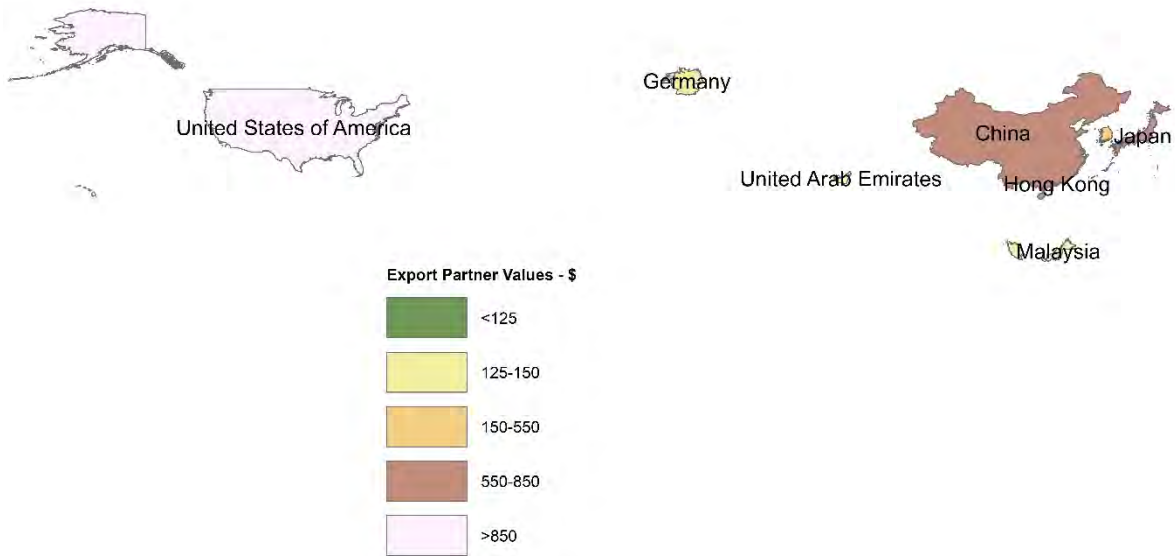 Germany
United States of America
China
Japan
United Arab Emirates
Hong Kong
Malaysia
Export Partner Values - $
<125
125-150
150-550
550-850
>850